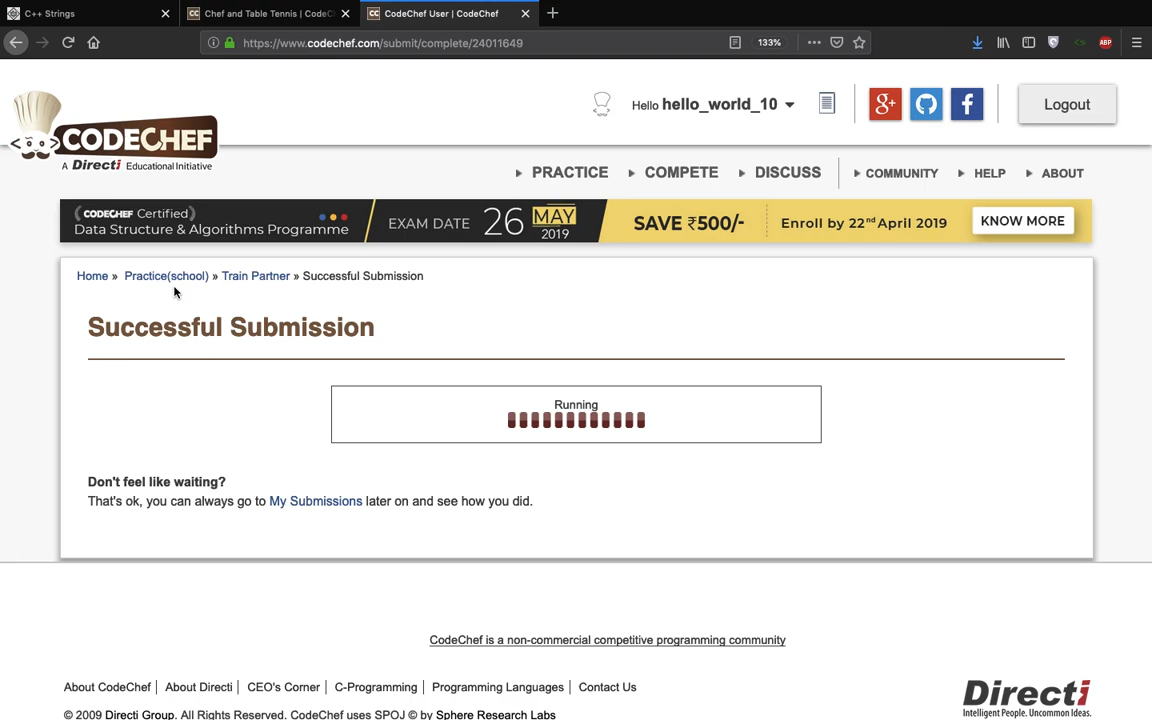 C++ Strings
CC Chef and Table Tennis | CodeC
CC CodeChef User | CodeChef
https://www.codechef.com/submit/complete/24011649
133%
ABP
Hello hello_world_10
g+
f
Logout
CODECHEF
A Directi Educational Initiative
PRACTICE
COMPETE
DISCUSS
COMMUNITY
HELP
ABOUT
(CODECHEF Certified)
Data Structure & Algorithms Programme
EXAM DATE 26 MAY 2019
SAVE ₹500/-
Enroll by 22nd April 2019
KNOW MORE
Home » Practice(school) » Train Partner » Successful Submission
Successful Submission
Running
Don't feel like waiting?
That's ok, you can always go to My Submissions later on and see how you did.
CodeChef is a non-commercial competitive programming community
About CodeChef | About Directi | CEO's Corner | C-Programming | Programming Languages | Contact Us
© 2009 Directi Group. All Rights Reserved. CodeChef uses SPOJ © by Sphere Research Labs
Directi
Intelligent People. Uncommon Ideas.